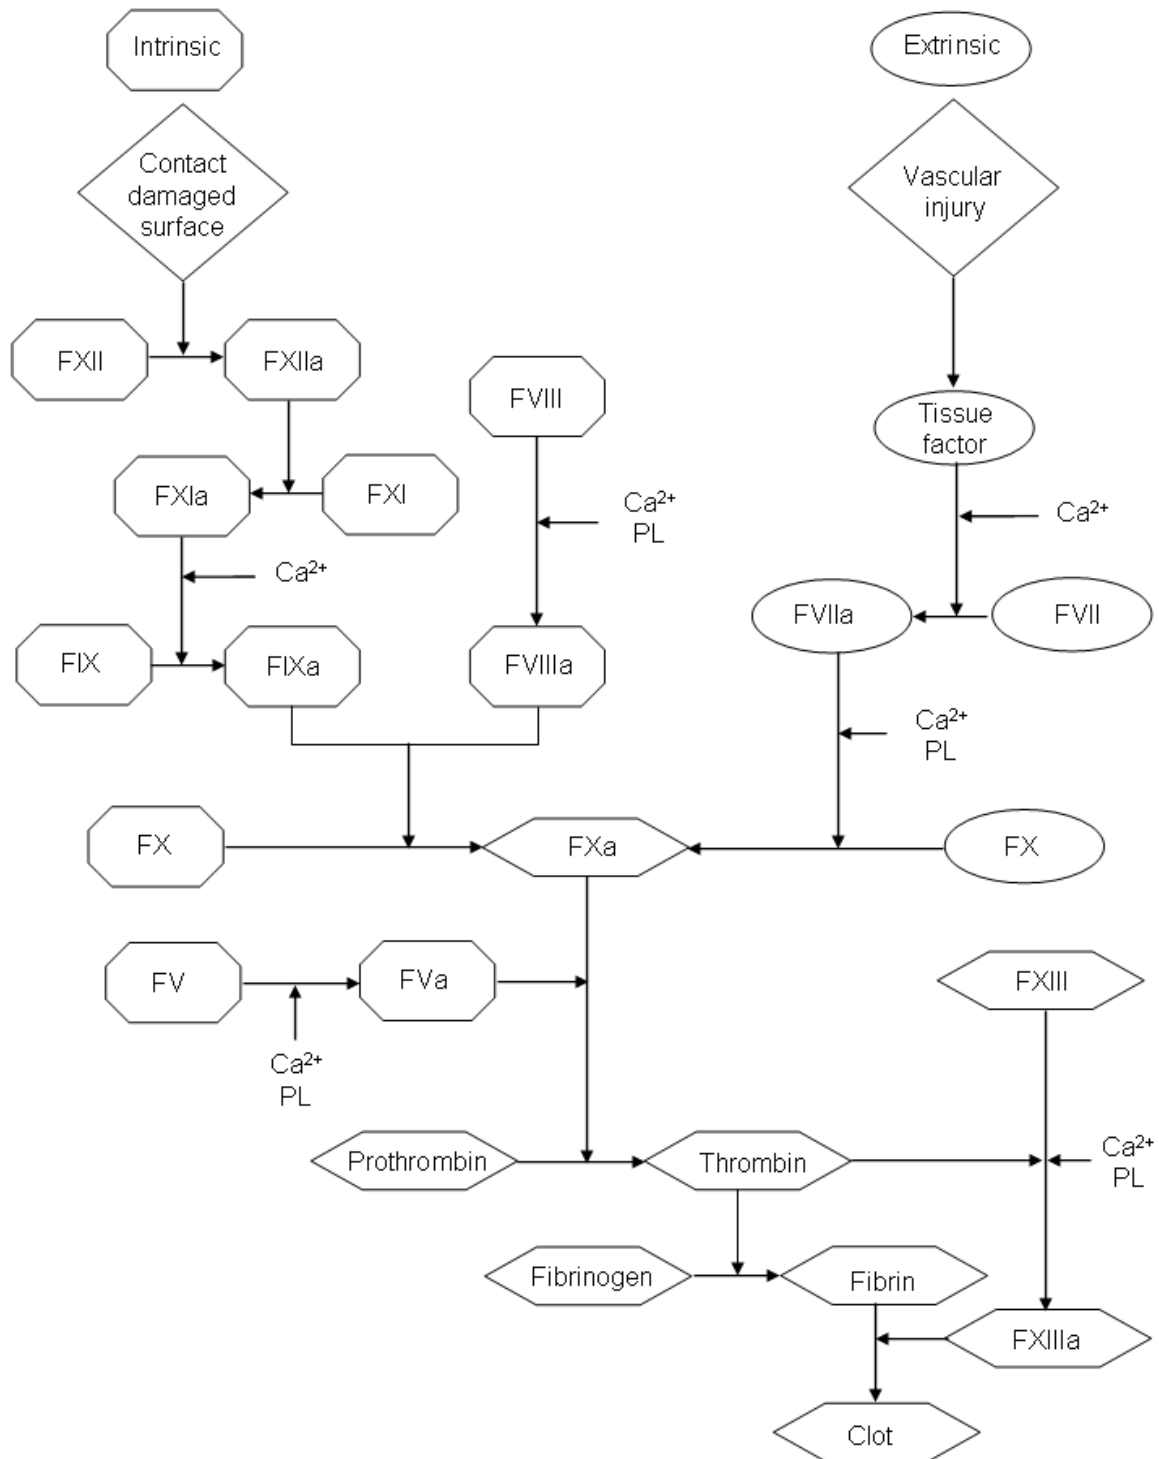 Intrinsic
Extrinsic
Contact
damaged
surface
Vascular
injury
FXII
FXIIa
FVIII
Tissue
factor
FXIa
FXI
Ca²⁺
PL
Ca²⁺
Ca²⁺
FVIIa
FVII
FIX
FIXa
FVIIIa
Ca²⁺
PL
FX
FXa
FX
FV
FVa
FXIII
Ca²⁺
PL
Prothrombin
Thrombin
Ca²⁺
PL
Fibrinogen
Fibrin
FXIIIa
Clot